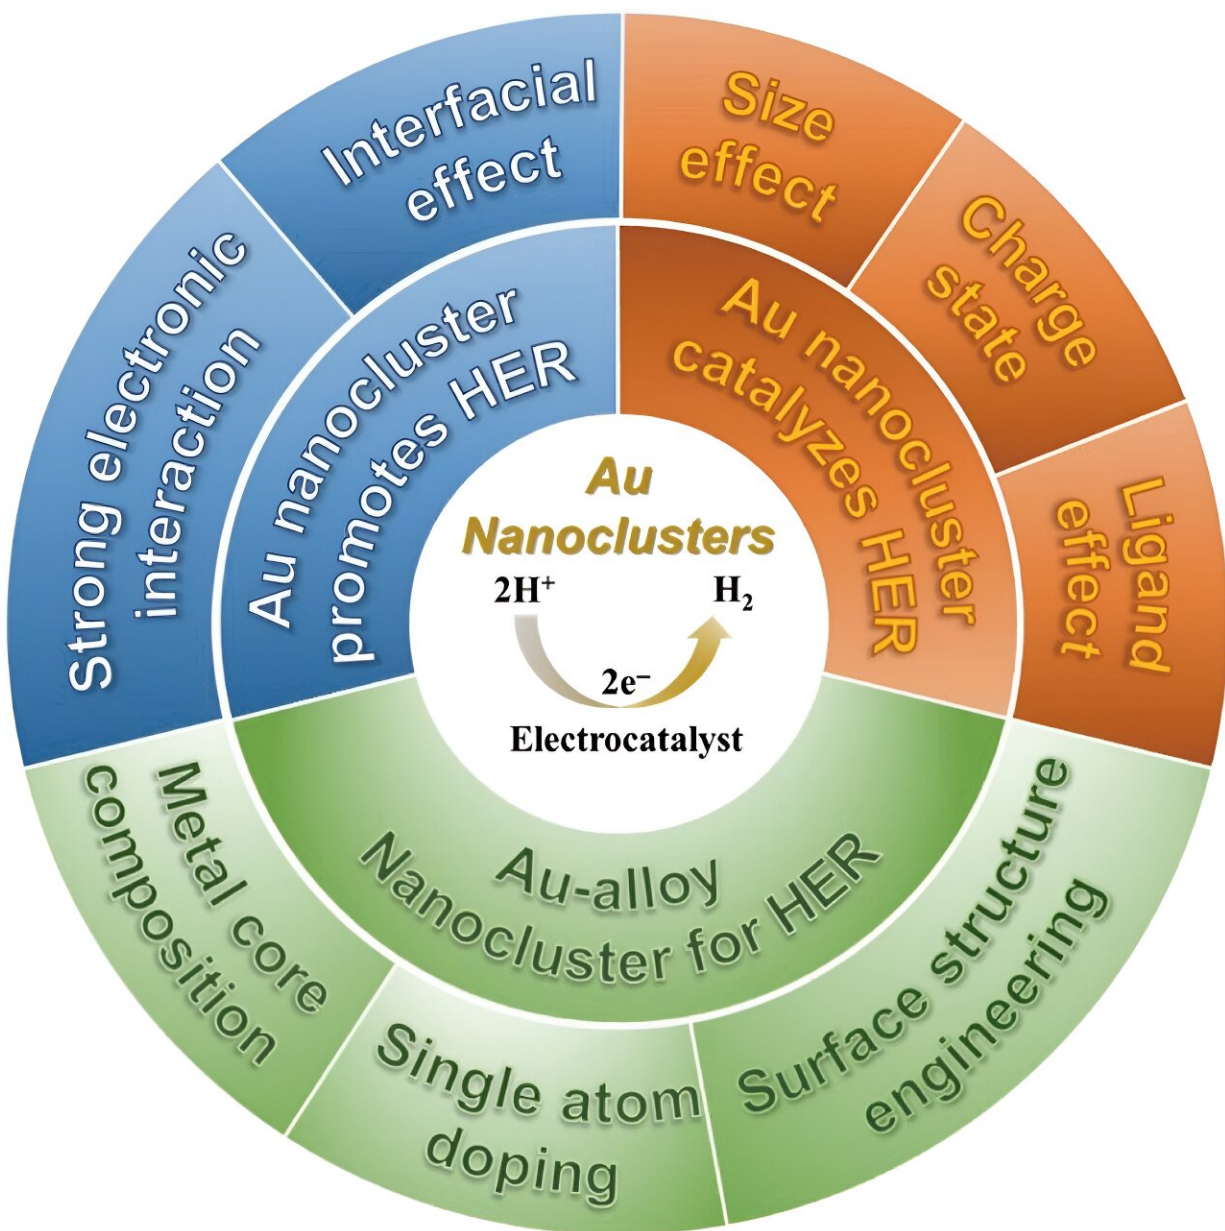 Interfacial
effect
Size
effect
Charge
state
Ligand
effect
Strong electronic
interaction
Au nanocluster
promotes HER
Au nanocluster
catalyzes HER
Au
Nanoclusters
2H⁺
H₂
2e⁻
Electrocatalyst
Au-alloy
Nanocluster for HER
Metal core
composition
Single atom
doping
Surface structure
engineering